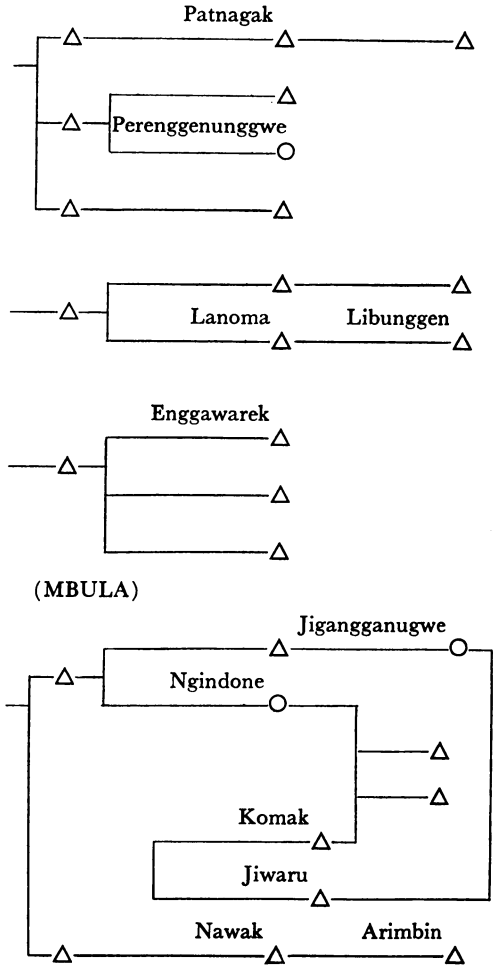 Patnagak
Perenggenunggwe
Lanoma Libunggen
Enggawarek
(MBULA)
Jigangganugwe
Ngindone
Komak
Jiwaru
Nawak Arimbin